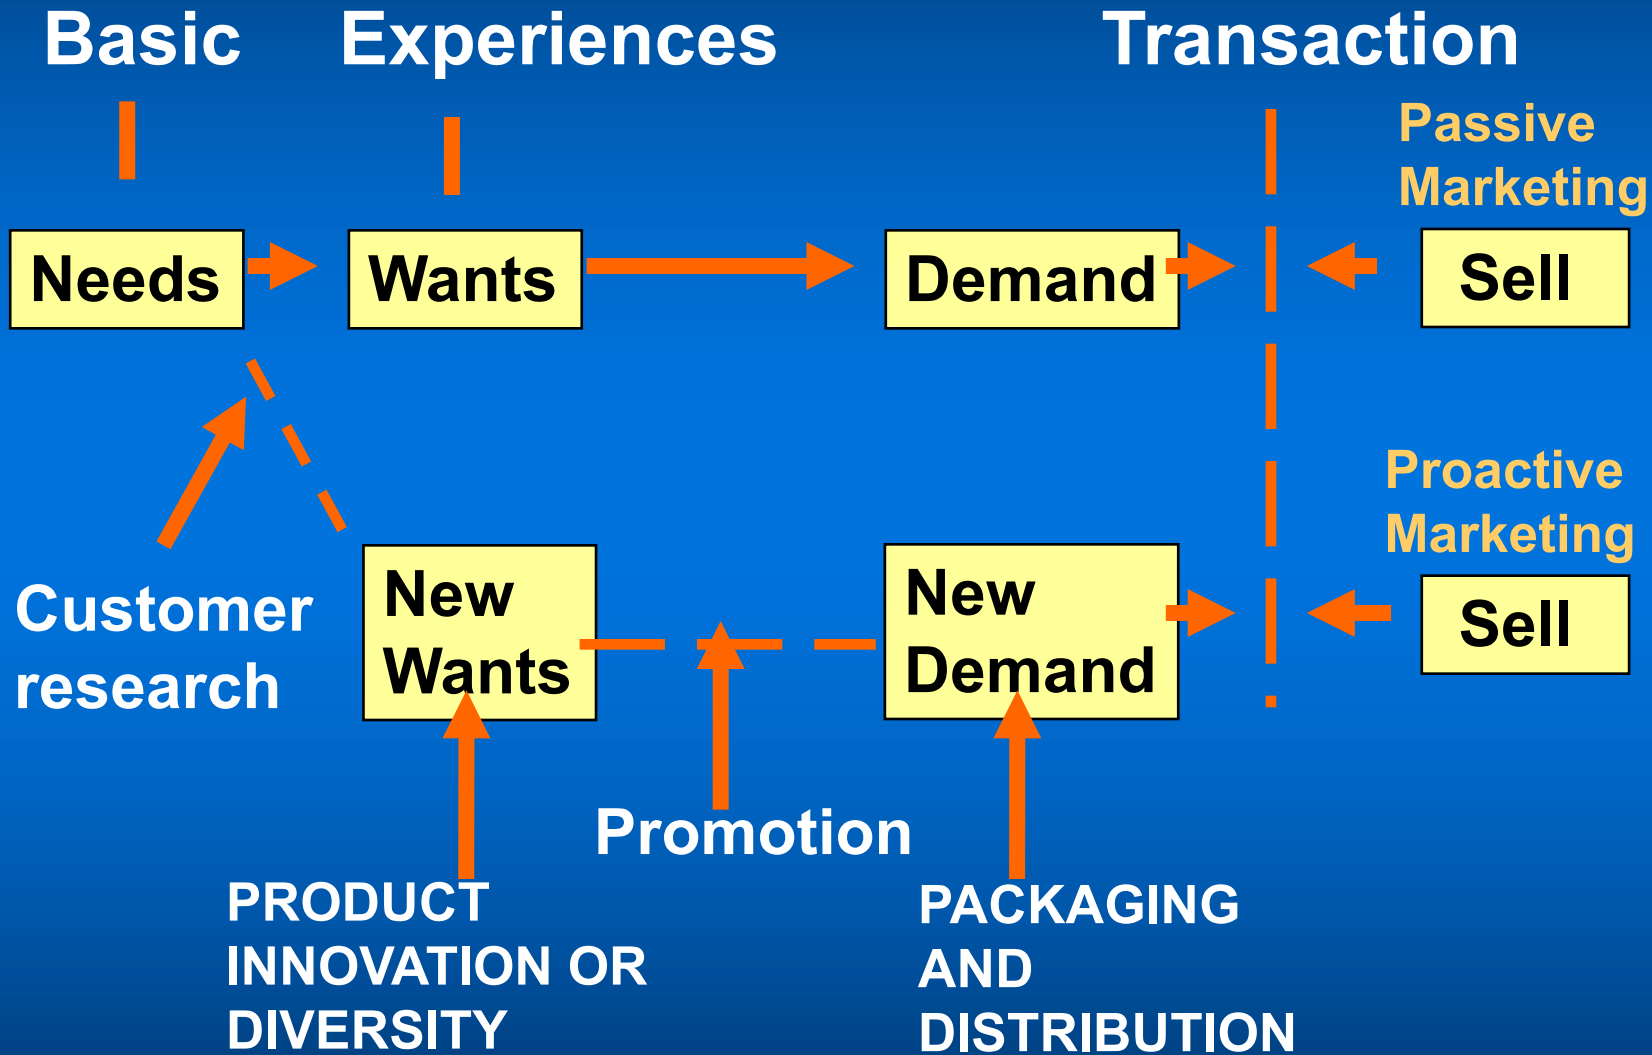 Basic Experiences Transaction
Passive
Marketing
Needs Wants Demand Sell
Proactive
Marketing
Customer
research
New
Wants
New
Demand
Sell
Promotion
PRODUCT
INNOVATION OR
DIVERSITY
PACKAGING
AND
DISTRIBUTION